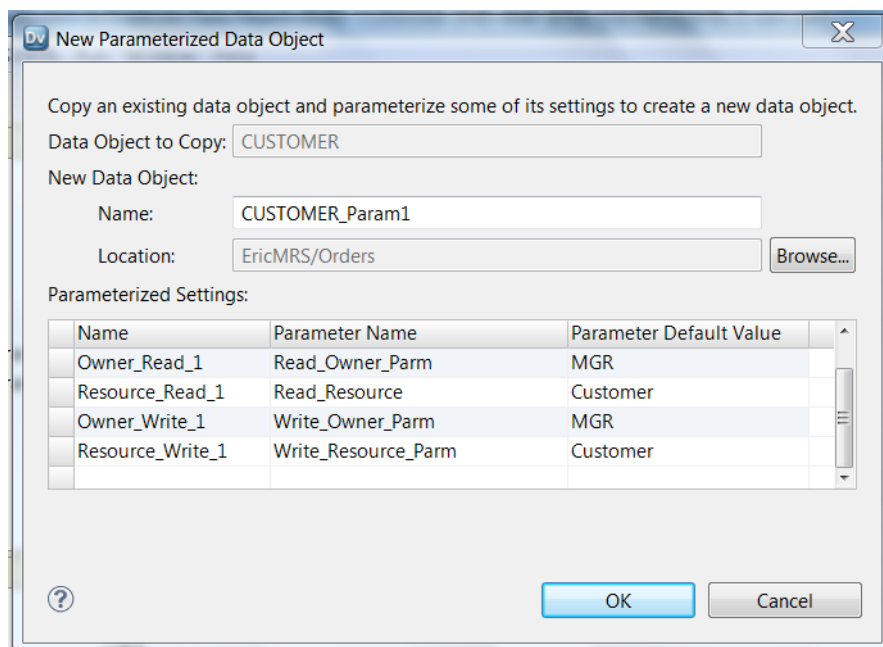 Dv New Parameterized Data Object
Copy an existing data object and parameterize some of its settings to create a new data object.
Data Object to Copy: CUSTOMER
New Data Object:
Name: CUSTOMER_Param1
Location: EricMRS/Orders Browse...
Parameterized Settings:
Name Parameter Name Parameter Default Value
Owner_Read_1 Read_Owner_Parm MGR
Resource_Read_1 Read_Resource Customer
Owner_Write_1 Write_Owner_Parm MGR
Resource_Write_1 Write_Resource_Parm Customer
? OK Cancel